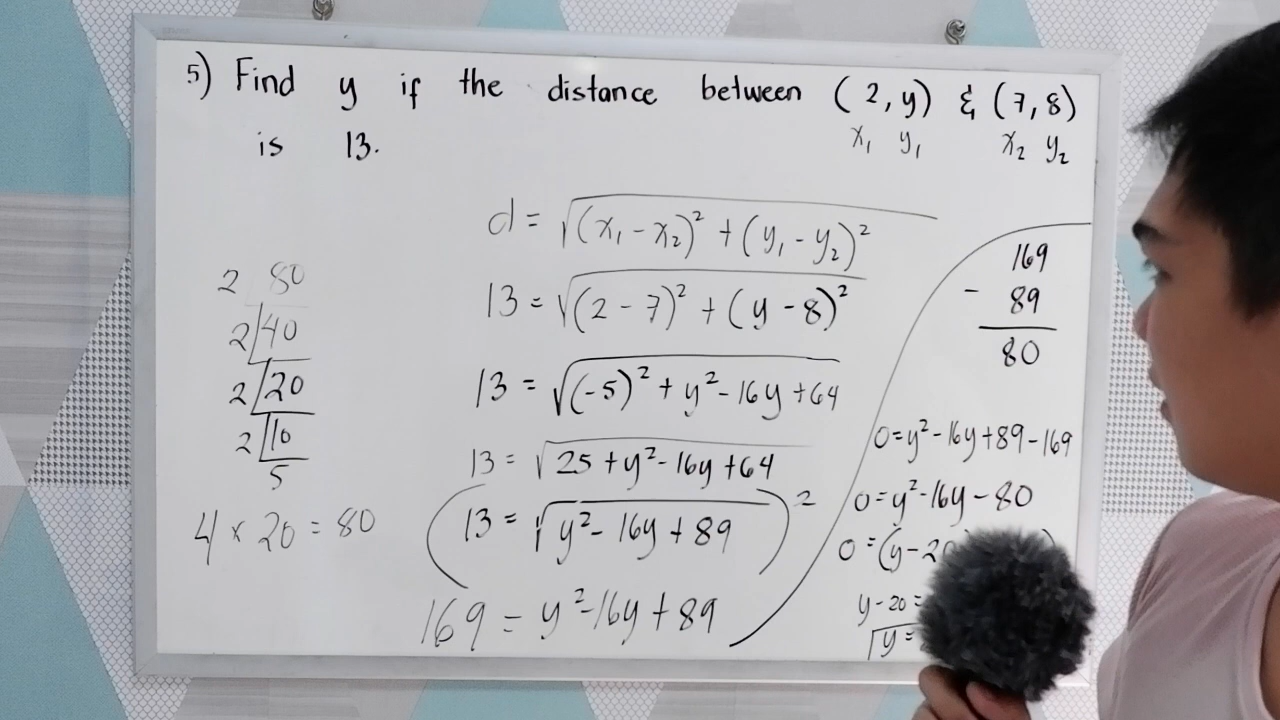 5) Find y if the distance between (2, y) & (7, 8)
x₁ y₁ x₂ y₂
is 13.
d = √(x₁ - x₂)² + (y₁ - y₂)²
13 = √(2 - 7)² + (y - 8)²
13 = √(-5)² + y² - 16y + 64
13 = √25 + y² - 16y + 64
(13 = √y² - 16y + 89)²
169 = y² - 16y + 89
2 80
2 40
2 20
2 10
5
4 × 20 = 80
169
- 89
80
0 = y² - 16y + 89 - 169
0 = y² - 16y - 80
0 = (y - 20
y - 20 =
y =